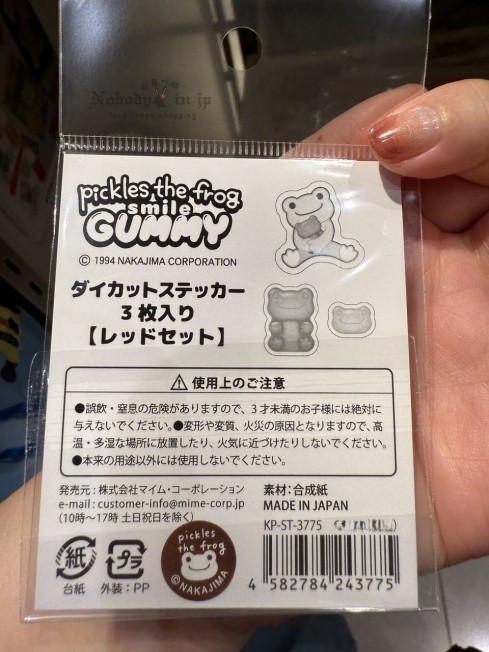 Nobody in jp
pickles the frog
smile
GUMMY
© 1994 NAKAJIMA CORPORATION
ダイカットステッカー
3枚入り
【レッドセット】
⚠ 使用上のご注意
●誤飲・窒息の危険がありますので、3才未満のお子様には絶対に
与えないでください。●変形や変質、火災の原因となりますので、高
温・多湿な場所に放置したり、火気に近づけたりしないでください。
●本来の用途以外には使用しないでください。
発売元:株式会社マイム・コーポレーション
e-mail:customer-info@mime-corp.jp
(10時〜17時 土日祝日を除く)
素材:合成紙
MADE IN JAPAN
KP-ST-3775
紙
台紙
プラ
外装:PP
pickles
the frog
©NAKAJIMA
4 582784 243775